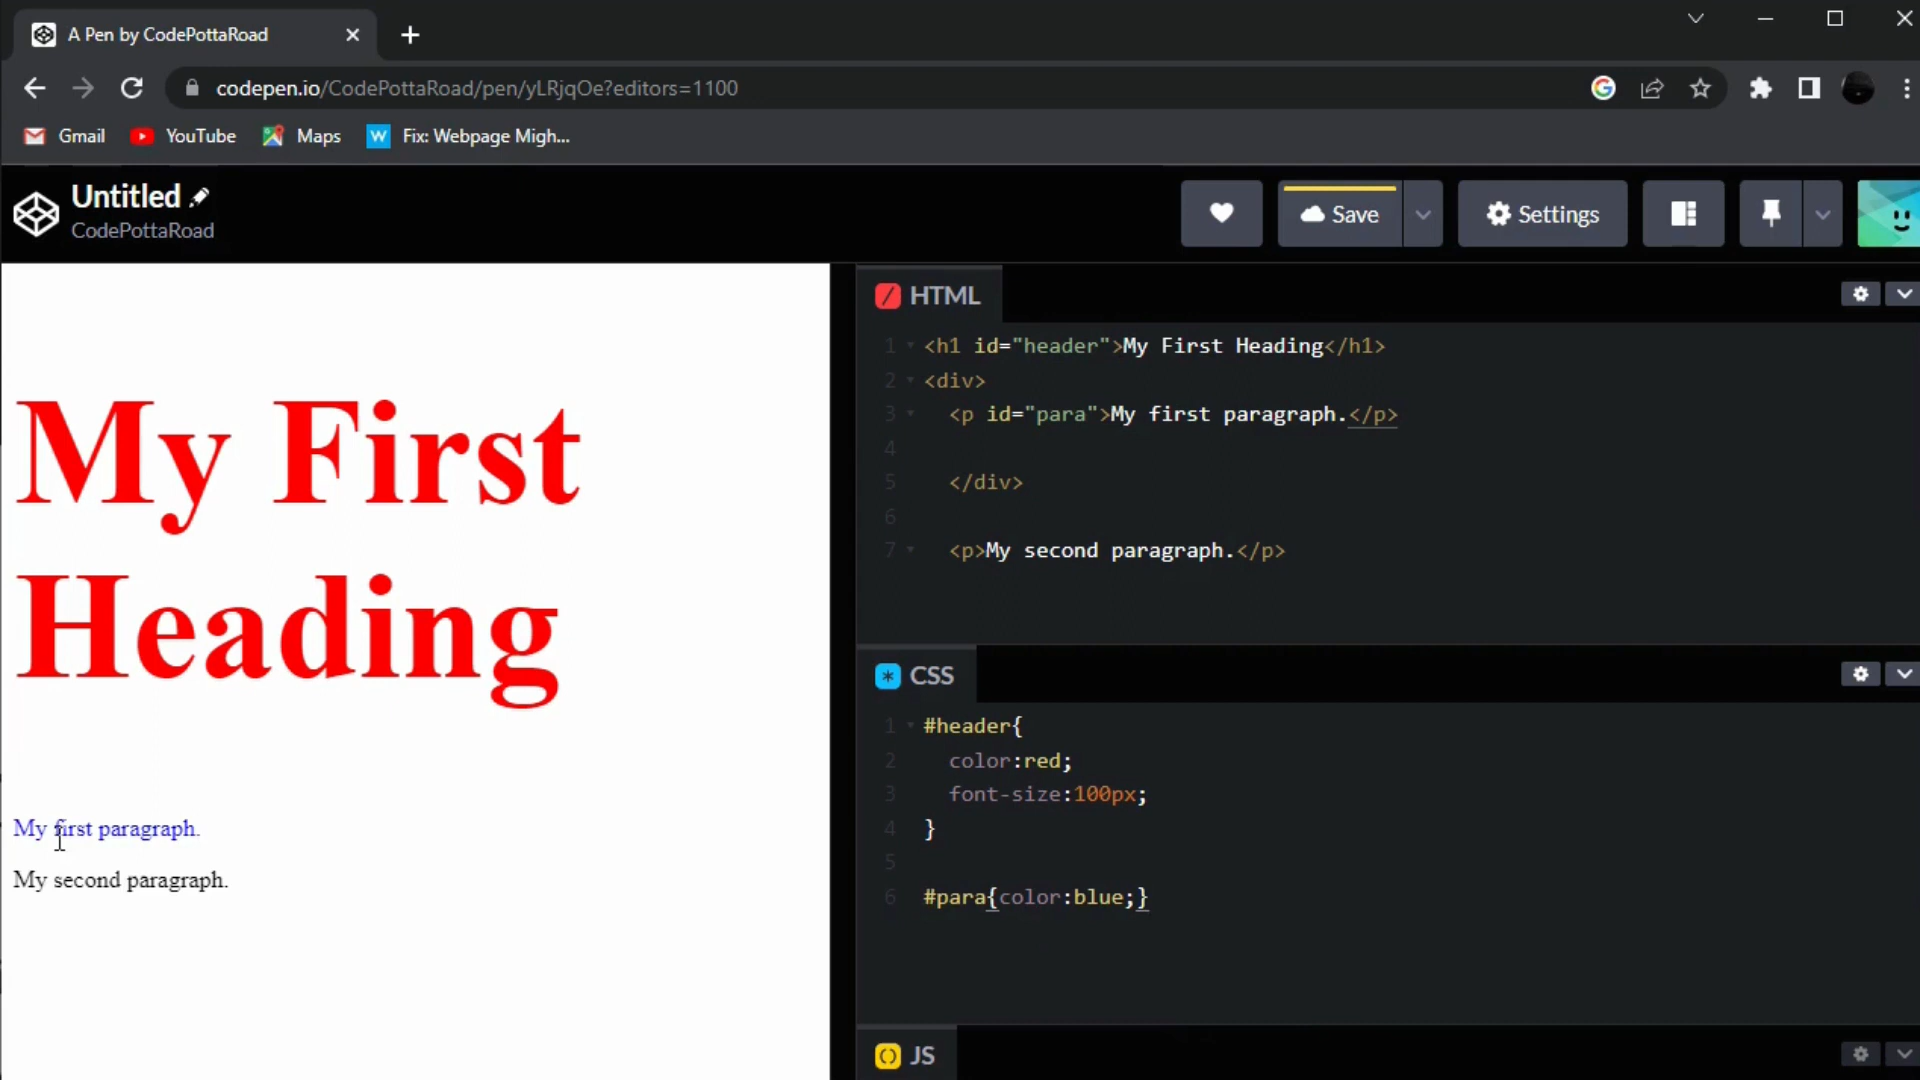 A Pen by CodePottaRoad
codepen.io/CodePottaRoad/pen/yLRjqOe?editors=1100
Gmail
YouTube
Maps
W
Fix: Webpage Migh...
Untitled
CodePottaRoad
Save
Settings
My First
Heading
My first paragraph.
My second paragraph.
HTML
1 <h1 id="header">My First Heading</h1>
2 <div>
3 <p id="para">My first paragraph.</p>
4
5 </div>
6
7 <p>My second paragraph.</p>
CSS
1 #header{
2 color:red;
3 font-size:100px;
4 }
5
6 #para{color:blue;}
JS